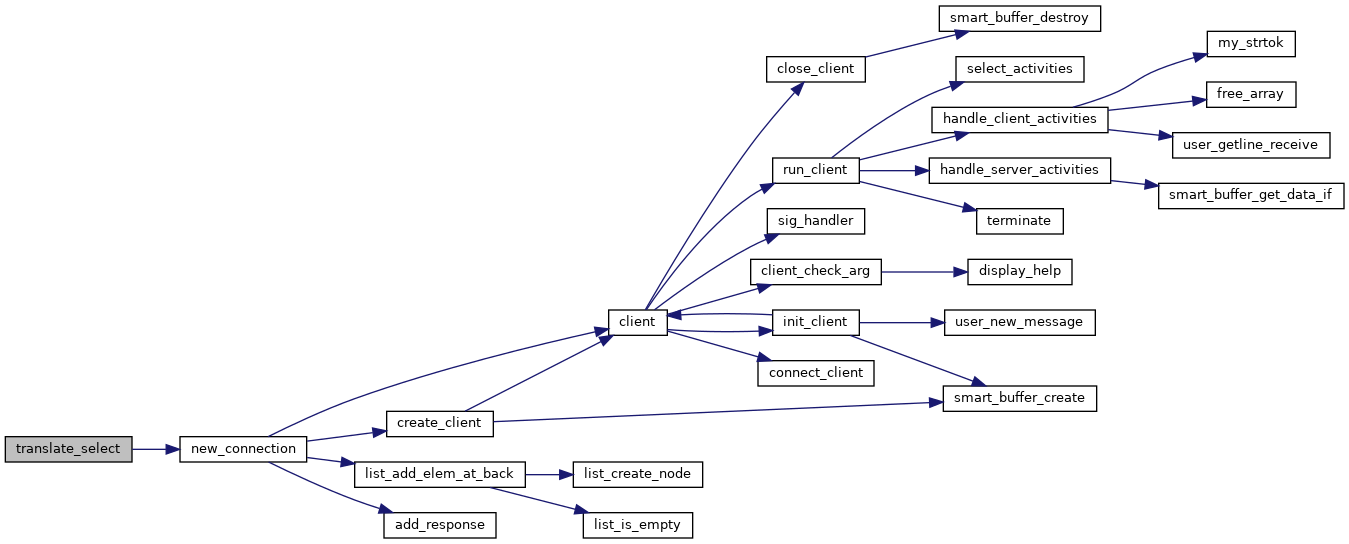 smart_buffer_destroy
my_strtok
close_client
select_activities
free_array
handle_client_activities
user_getline_receive
run_client
handle_server_activities
smart_buffer_get_data_if
sig_handler
terminate
client_check_arg
display_help
client
init_client
user_new_message
connect_client
smart_buffer_create
create_client
translate_select
new_connection
list_add_elem_at_back
list_create_node
add_response
list_is_empty